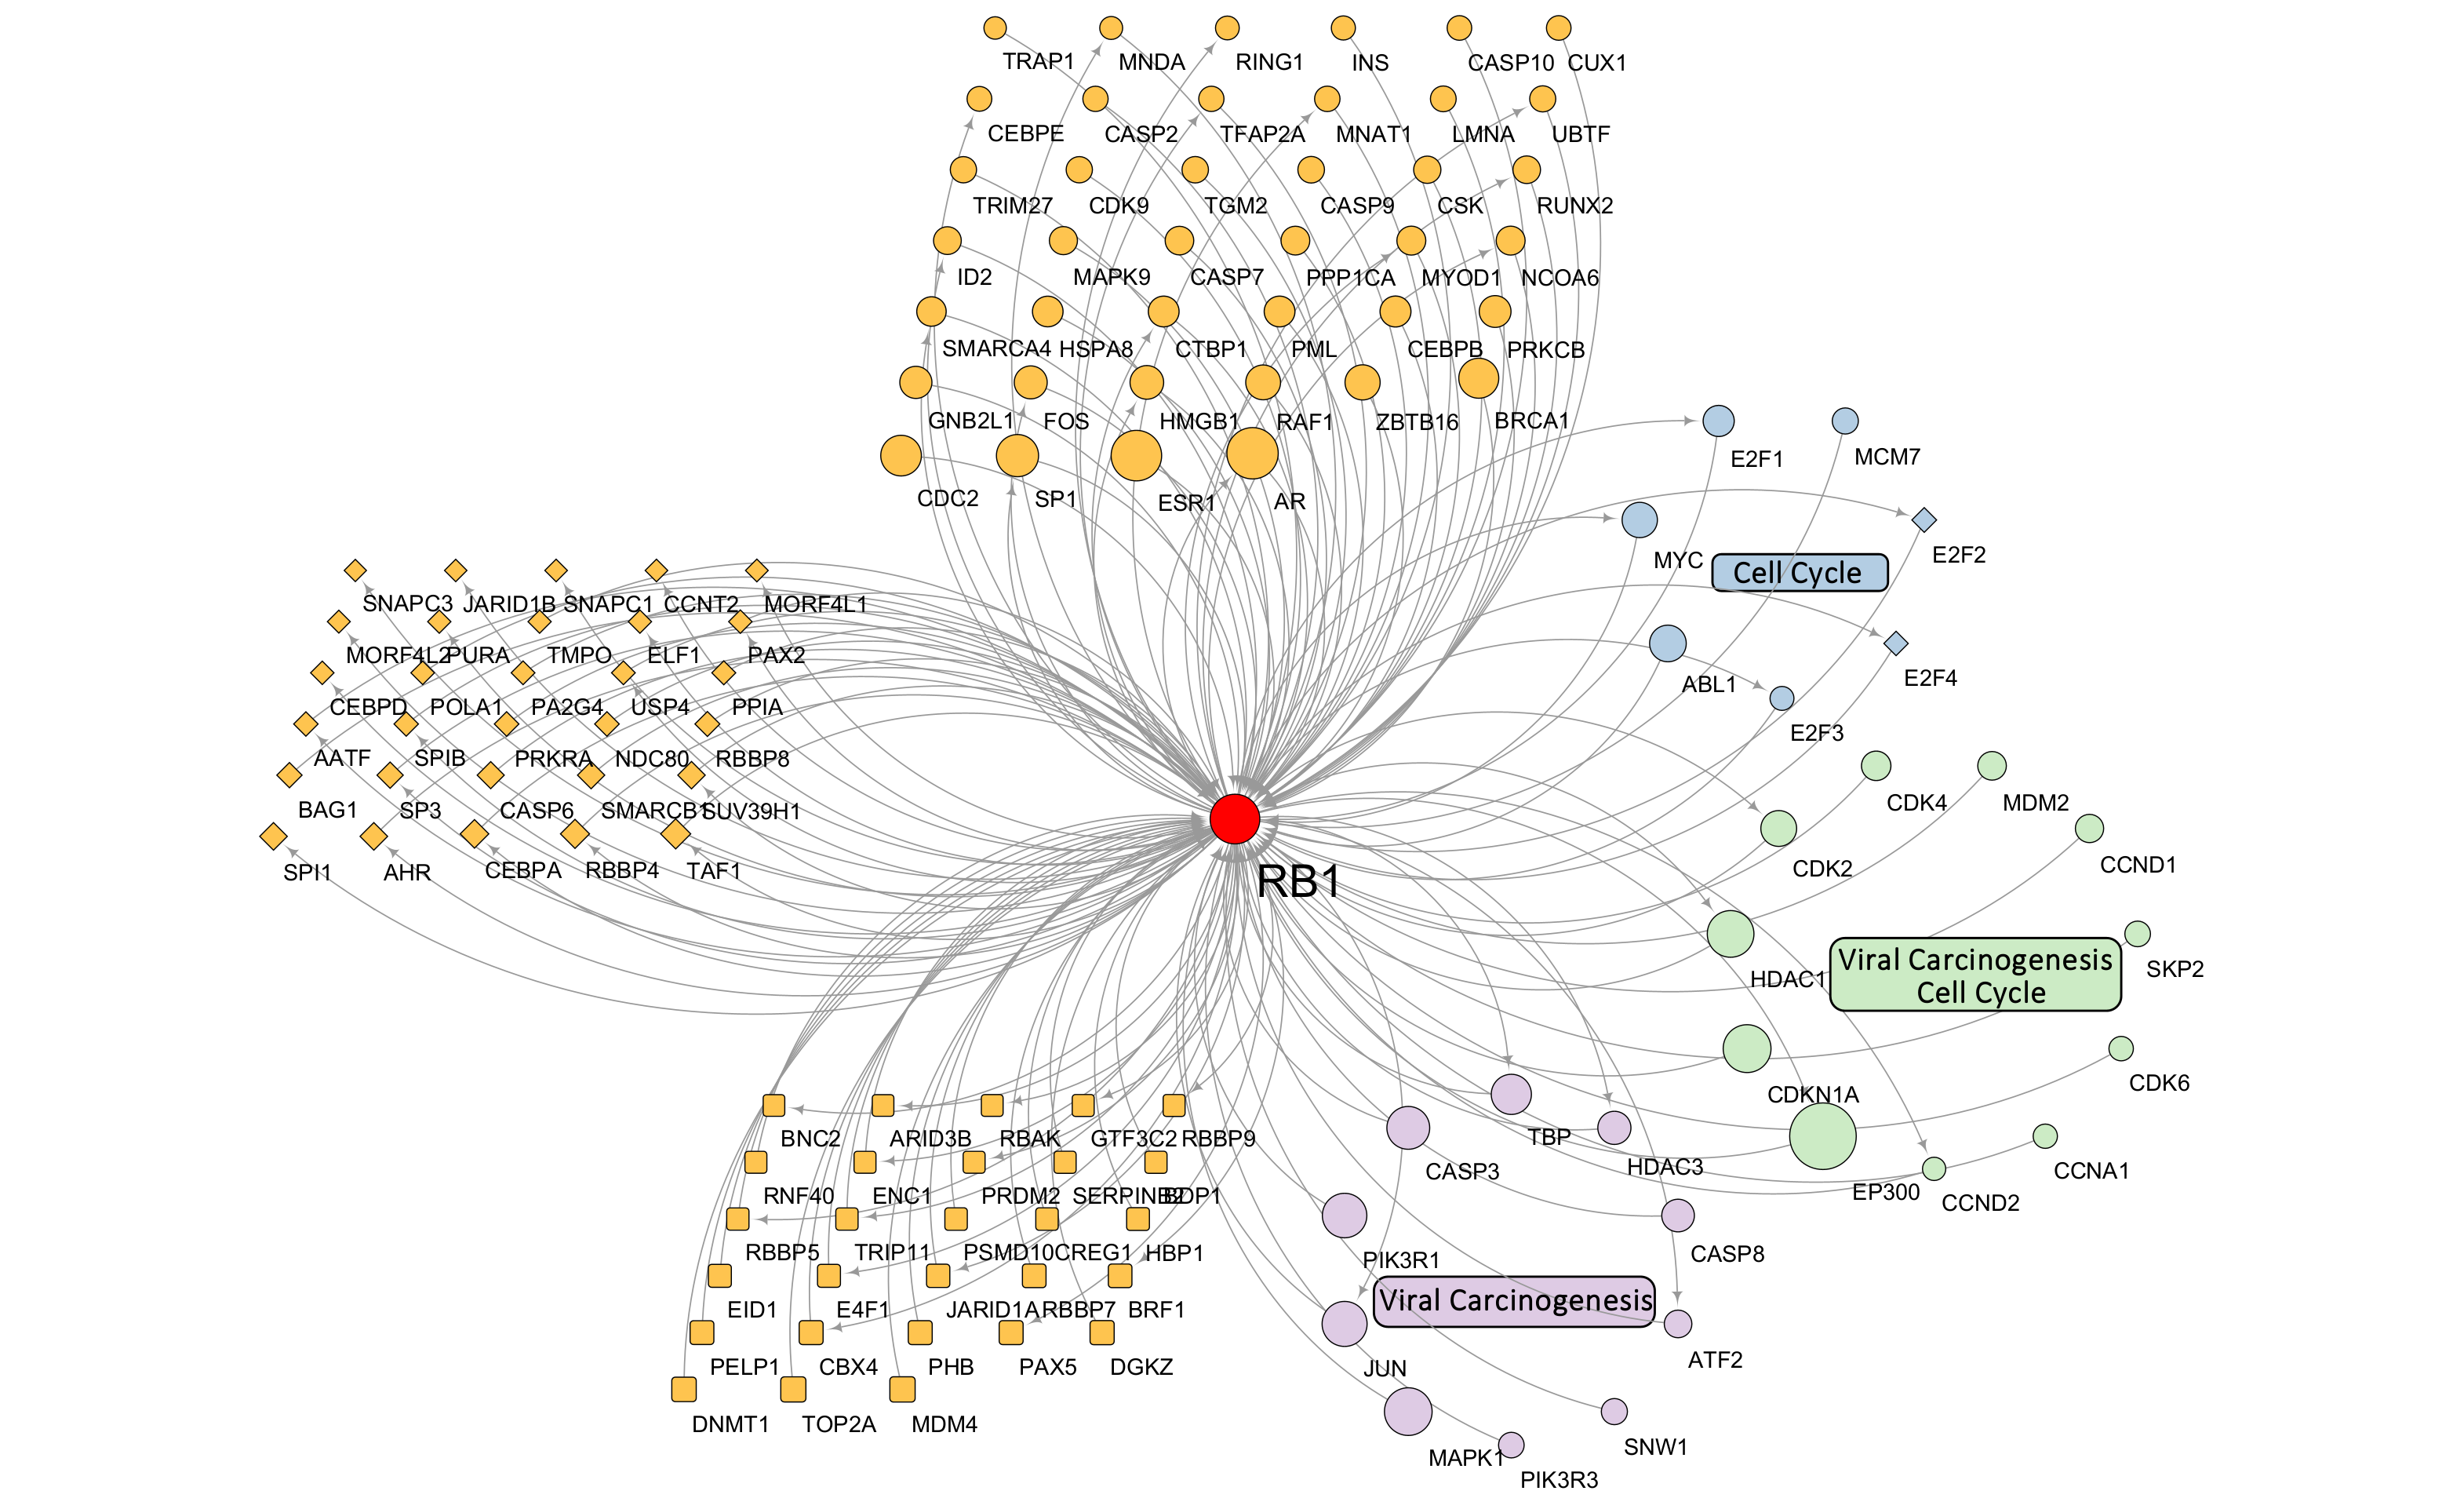 TRAP1 MNDA RING1 INS CASP10 CUX1
CEBPE CASP2 TFAP2A MNAT1 LMNA UBTF
TRIM27 CDK9 TGM2 CASP9 CSK RUNX2
ID2 MAPK9 CASP7 PPP1CA MYOD1 NCOA6
SMARCA4 HSPA8 CTBP1 PML CEBPB PRKCB
GNB2L1 FOS HMGB1 RAF1 ZBTB16 BRCA1
CDC2 SP1 ESR1 AR
E2F1 MCM7
MYC E2F2
Cell Cycle
ABL1 E2F4
E2F3
SNAPC3 JARID1B SNAPC1 CCNT2 MORF4L1
MORF4L2 PURA TMPO ELF1 PAX2
CEBPD POLA1 PA2G4 USP4 PPIA
AATF SPIB PRKRA NDC80 RBBP8
BAG1 SP3 CASP6 SMARCB1 SUV39H1
SPI1 AHR CEBPA RBBP4 TAF1
RB1
CDK4 MDM2
CDK2 CCND1
HDAC1 SKP2
Viral Carcinogenesis
Cell Cycle
CDKN1A CDK6
EP300 CCND2 CCNA1
BNC2 ARID3B RBAK GTF3C2 RBBP9
RNF40 ENC1 PRDM2 SERPINB2 BDP1
RBBP5 TRIP11 PSMD10 CREG1 HBP1
EID1 E4F1 JARID1A RBBP7 BRF1
PELP1 CBX4 PHB PAX5 DGKZ
DNMT1 TOP2A MDM4
TBP
CASP3 HDAC3
PIK3R1 CASP8
Viral Carcinogenesis
JUN ATF2
MAPK1 PIK3R3 SNW1